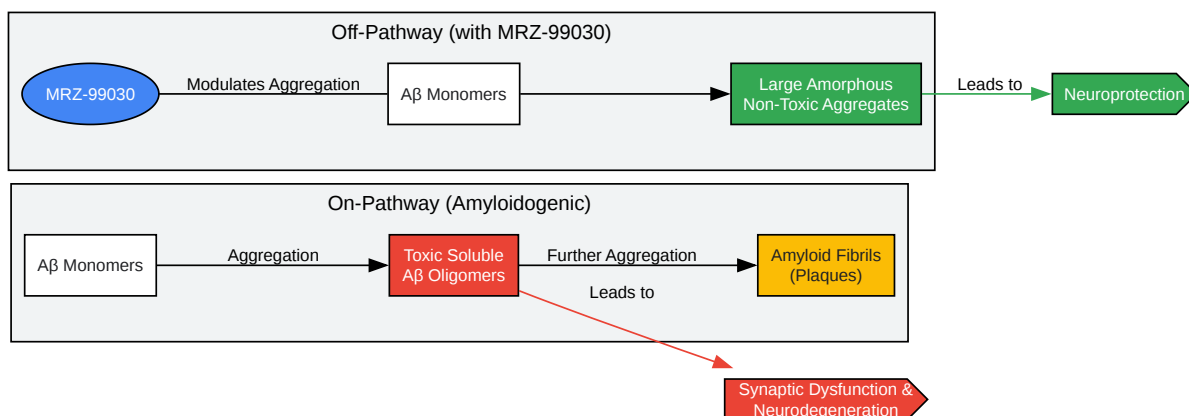 Off-Pathway (with MRZ-99030)
MRZ-99030
Modulates Aggregation
Aβ Monomers
Large Amorphous
Non-Toxic Aggregates
Leads to
Neuroprotection
On-Pathway (Amyloidogenic)
Aβ Monomers
Aggregation
Toxic Soluble
Aβ Oligomers
Further Aggregation
Amyloid Fibrils
(Plaques)
Leads to
Synaptic Dysfunction &
Neurodegeneration